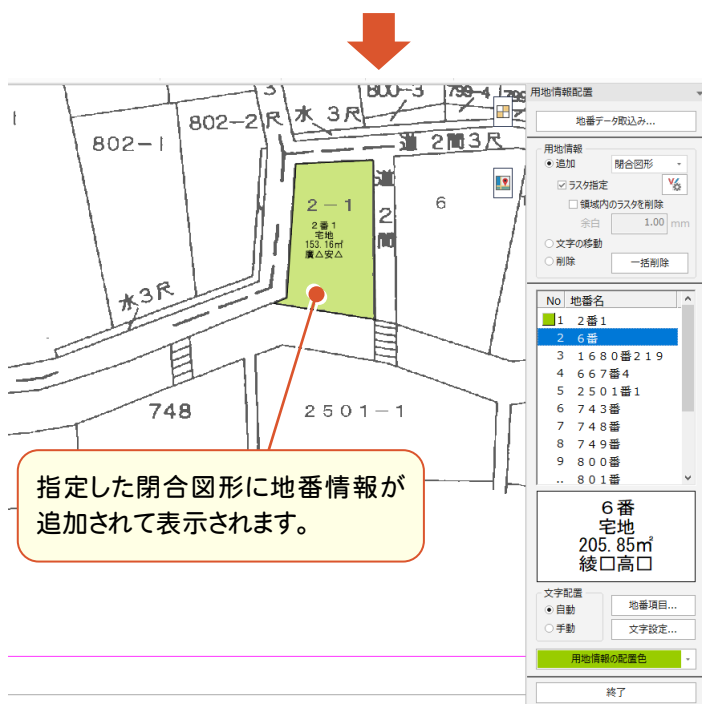 3
800-3
799-4
799
802-1
802-2
尺
水 3尺
道 2間3尺
2-1
2番1
宅地
153.16㎡
廣△安△
道
2
間
6
水3尺
748
2501-1
指定した閉合図形に地番情報が
追加されて表示されます。
用地情報配置
地番データ取込み...
用地情報
追加
閉合図形
ラスタ指定
領域内のラスタを削除
余白
1.00
mm
文字の移動
削除
一括削除
No
地番名
1
2番1
2
6番
3
1680番219
4
667番4
5
2501番1
6
743番
7
748番
8
749番
9
800番
..
801番
6番
宅地
205.85㎡
綾□高□
文字配置
自動
地番項目...
手動
文字設定...
用地情報の配置色
終了